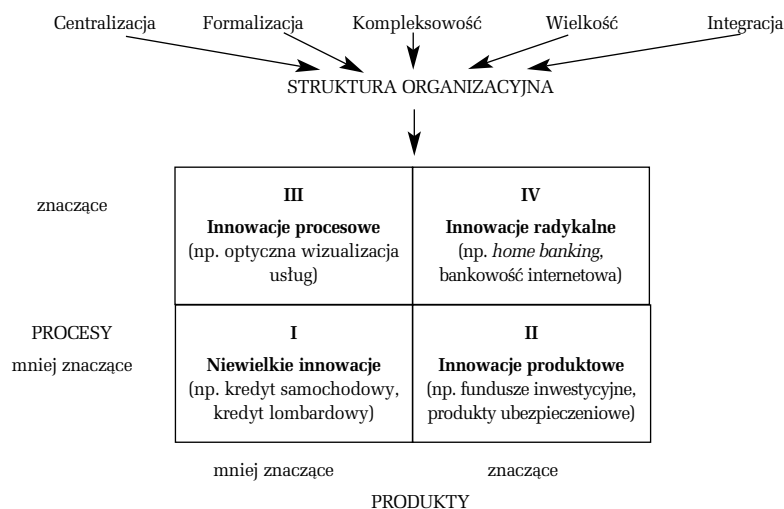 Centralizacja Formalizacja Kompleksowość Wielkość Integracja
STRUKTURA ORGANIZACYJNA
znaczące
III
Innowacje procesowe
(np. optyczna wizualizacja
usług)
IV
Innowacje radykalne
(np. home banking,
bankowość internetowa)
PROCESY
mniej znaczące
I
Niewielkie innowacje
(np. kredyt samochodowy,
kredyt lombardowy)
II
Innowacje produktowe
(np. fundusze inwestycyjne,
produkty ubezpieczeniowe)
mniej znaczące znaczące
PRODUKTY